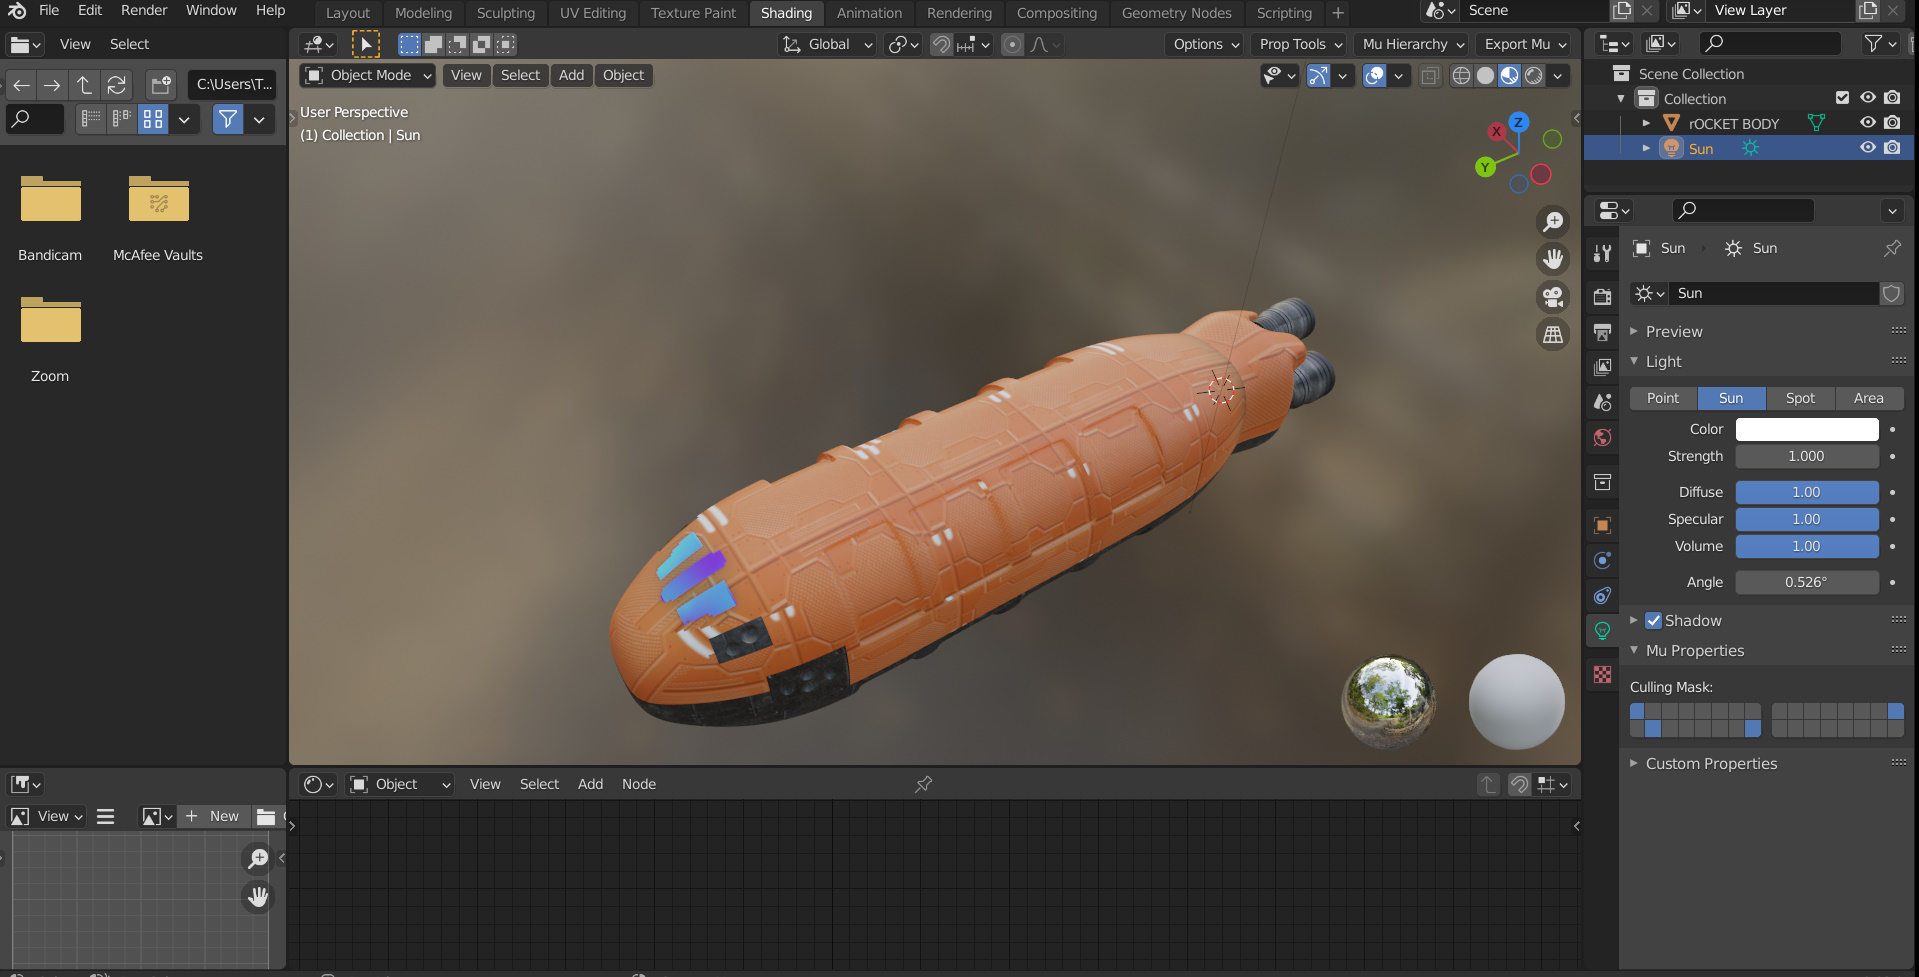 File Edit Render Window Help Layout Modeling Sculpting UV Editing Texture Paint Shading Animation Rendering Compositing Geometry Nodes Scripting + Scene View Layer
View Select
Global Options Prop Tools Mu Hierarchy Export Mu
C:\Users\T...
Object Mode View Select Add Object
User Perspective
(1) Collection | Sun
X Z Y
Bandicam McAfee Vaults
Zoom
Scene Collection
Collection
rOCKET BODY
Sun
Sun Sun
Sun
Preview
Light
Point Sun Spot Area
Color
Strength 1.000
Diffuse 1.00
Specular 1.00
Volume 1.00
Angle 0.526°
Shadow
Mu Properties
Culling Mask:
Custom Properties
Object View Select Add Node
View + New